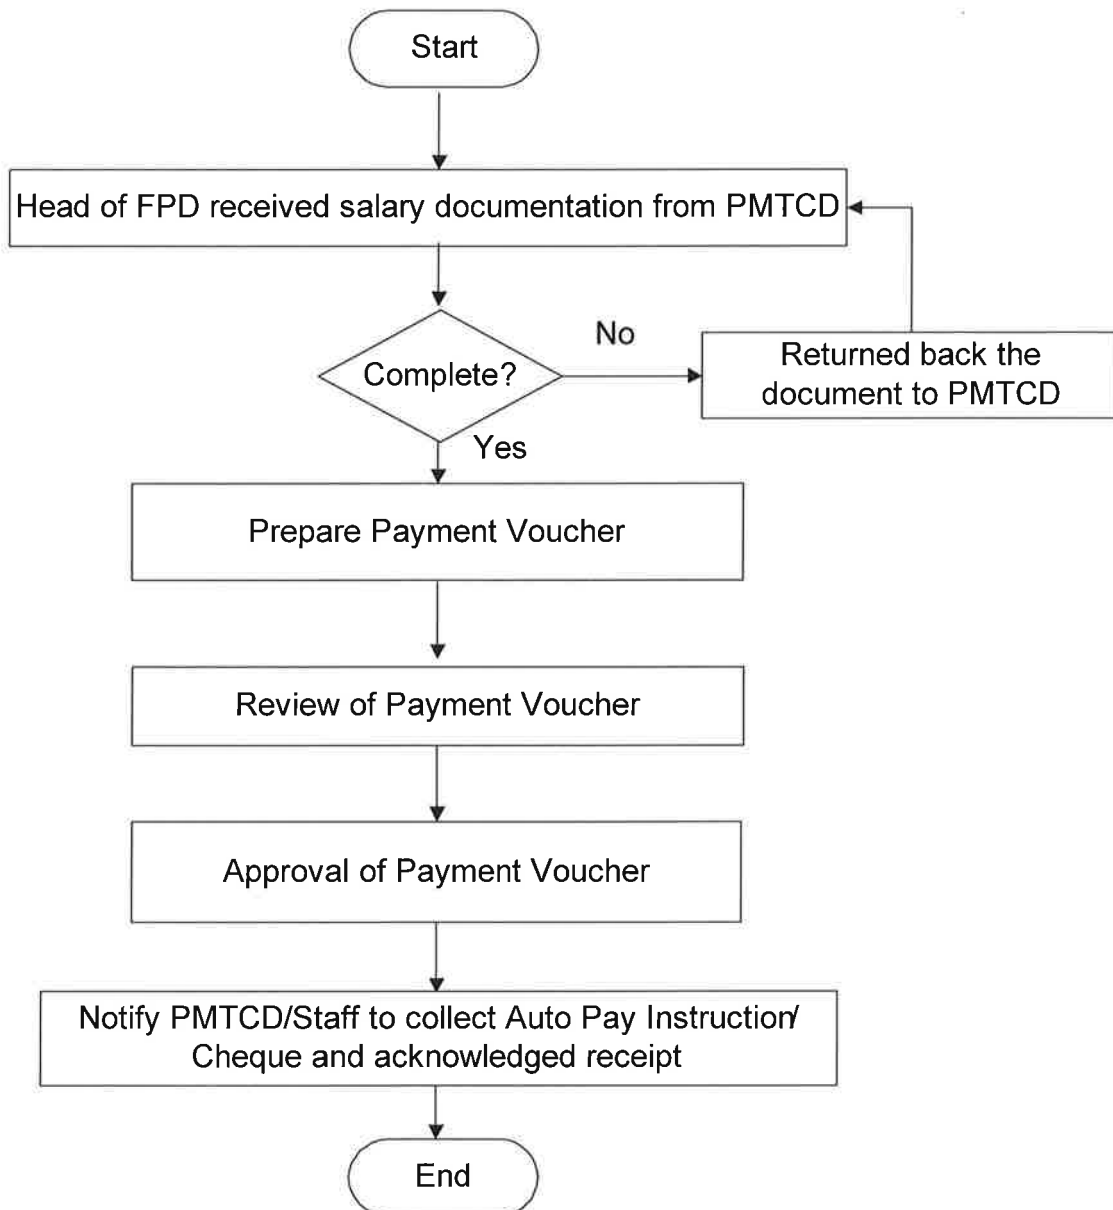 Start
Head of FPD received salary documentation from PMTCD
Complete?
No
Returned back the
document to PMTCD
Yes
Prepare Payment Voucher
Review of Payment Voucher
Approval of Payment Voucher
Notify PMTCD/Staff to collect Auto Pay Instruction/
Cheque and acknowledged receipt
End